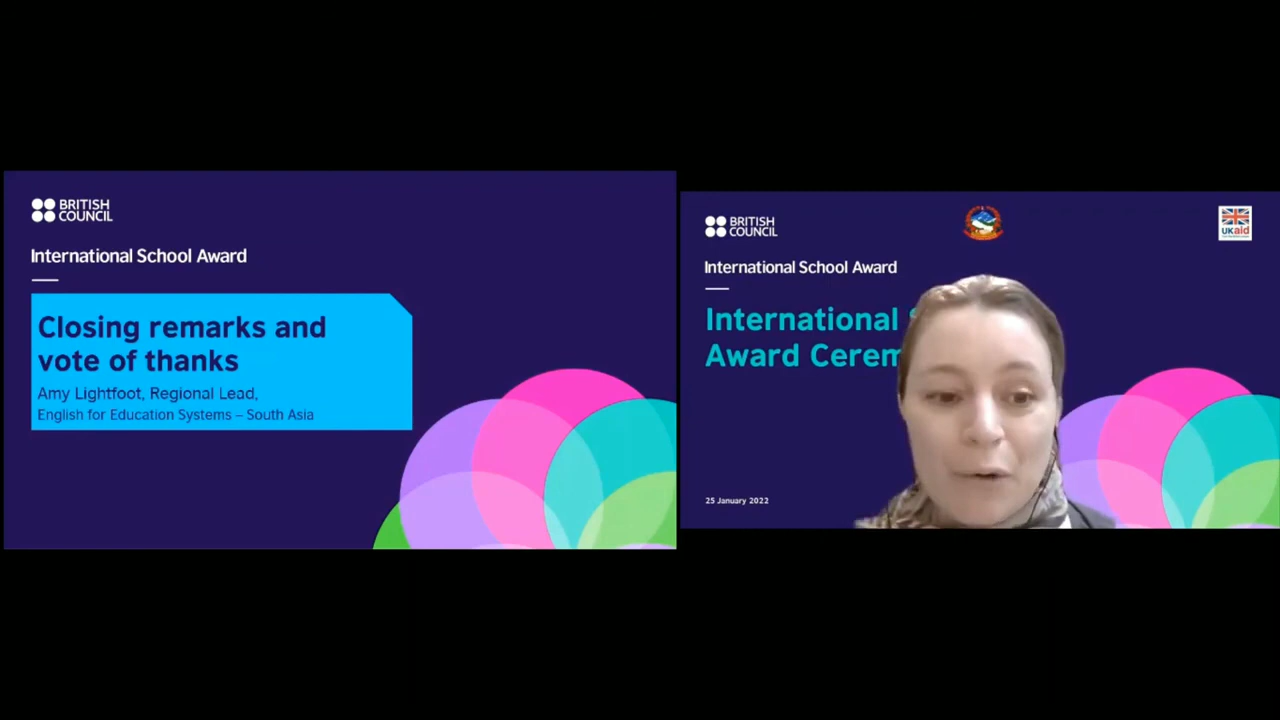 BRITISH
COUNCIL
International School Award
Closing remarks and
vote of thanks
Amy Lightfoot, Regional Lead,
English for Education Systems – South Asia
BRITISH
COUNCIL
UKaid
International School Award
International
Award Cerem
25 January 2022